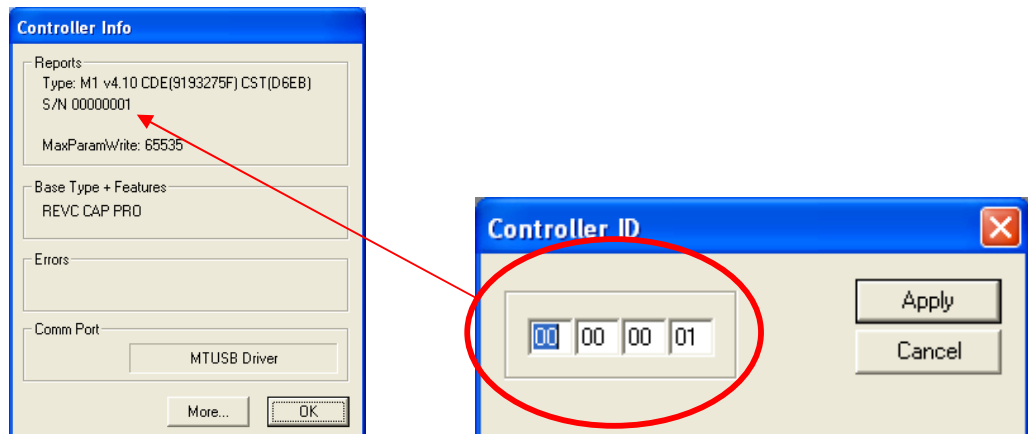 Controller Info
Reports
Type: M1 v4.10 CDE(9193275F) CST(D6EB)
S/N 00000001
MaxParamWrite: 65535
Base Type + Features
REVC CAP PRO
Errors
Comm Port
MTUSB Driver
More... OK
Controller ID
00 00 00 01
Apply
Cancel